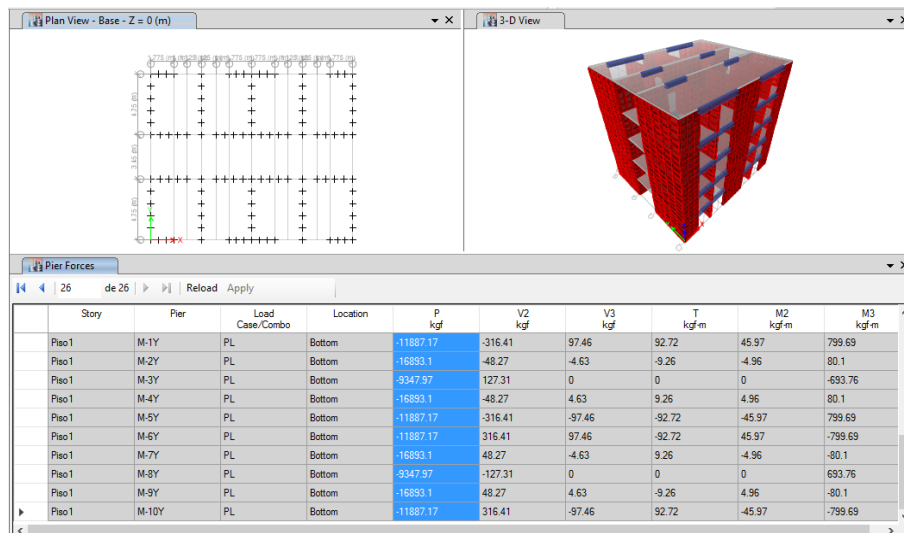 Plan View - Base - Z = 0 (m)
3-D View
4.75 (m)
3.45 (m)
4.75 (m)
X
Pier Forces
26 de 26 Reload Apply
Story Pier Load Case/Combo Location P kgf V2 kgf V3 kgf T kgf-m M2 kgf-m M3 kgf-m
Piso1 M-1Y PL Bottom -11887.17 -316.41 97.46 92.72 45.97 799.69
Piso1 M-2Y PL Bottom -16893.1 -48.27 -4.63 -9.26 -4.96 80.1
Piso1 M-3Y PL Bottom -9347.97 127.31 0 0 0 -693.76
Piso1 M-4Y PL Bottom -16893.1 -48.27 4.63 9.26 4.96 80.1
Piso1 M-5Y PL Bottom -11887.17 -316.41 -97.46 -92.72 -45.97 799.69
Piso1 M-6Y PL Bottom -11887.17 316.41 97.46 -92.72 45.97 -799.69
Piso1 M-7Y PL Bottom -16893.1 48.27 -4.63 9.26 -4.96 -80.1
Piso1 M-8Y PL Bottom -9347.97 -127.31 0 0 0 693.76
Piso1 M-9Y PL Bottom -16893.1 48.27 4.63 -9.26 4.96 -80.1
Piso1 M-10Y PL Bottom -11887.17 316.41 -97.46 92.72 -45.97 -799.69